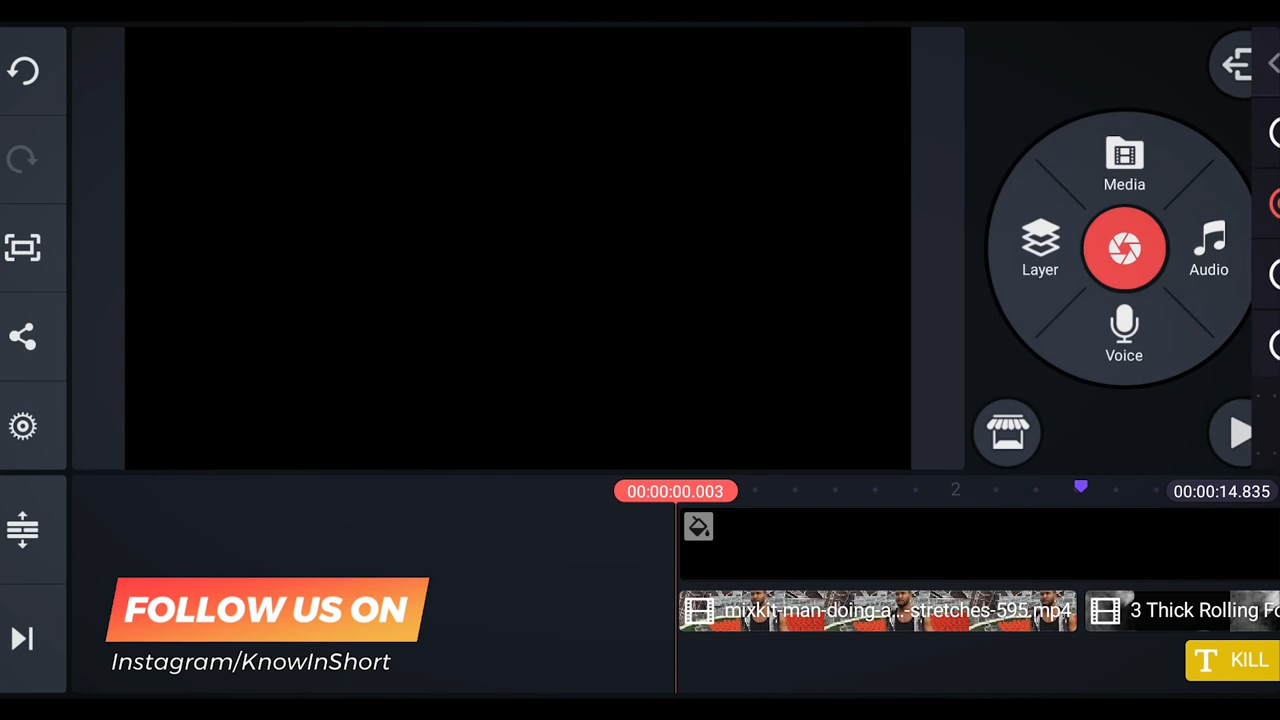 Media
Layer
Audio
Voice
00:00:00.003
2
00:00:14.835
mixkit-man-doing-a..-stretches-595.mp4
3 Thick Rolling Fo
KILL
FOLLOW US ON
Instagram/KnowInShort